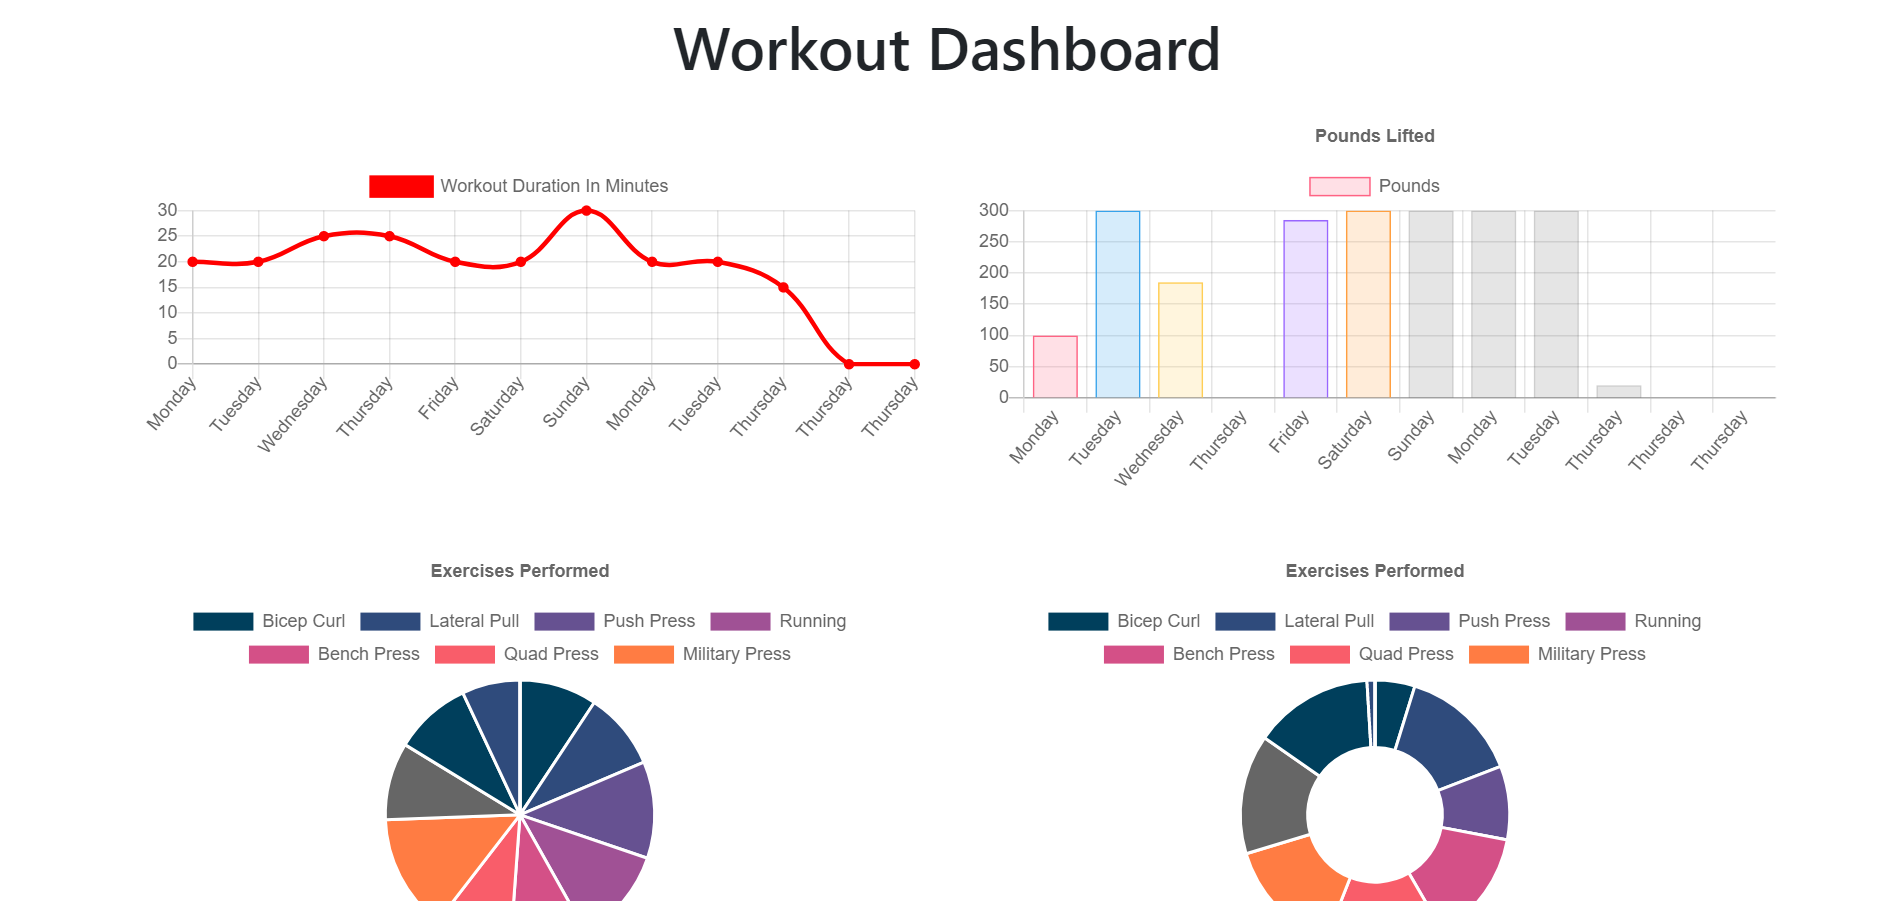 Workout Dashboard
Workout Duration In Minutes
30
25
20
15
10
5
0
Monday
Tuesday
Wednesday
Thursday
Friday
Saturday
Sunday
Monday
Tuesday
Thursday
Thursday
Thursday
Pounds Lifted
Pounds
300
250
200
150
100
50
0
Monday
Tuesday
Wednesday
Thursday
Friday
Saturday
Sunday
Monday
Tuesday
Thursday
Thursday
Thursday
Exercises Performed
Bicep Curl Lateral Pull Push Press Running
Bench Press Quad Press Military Press
Exercises Performed
Bicep Curl Lateral Pull Push Press Running
Bench Press Quad Press Military Press